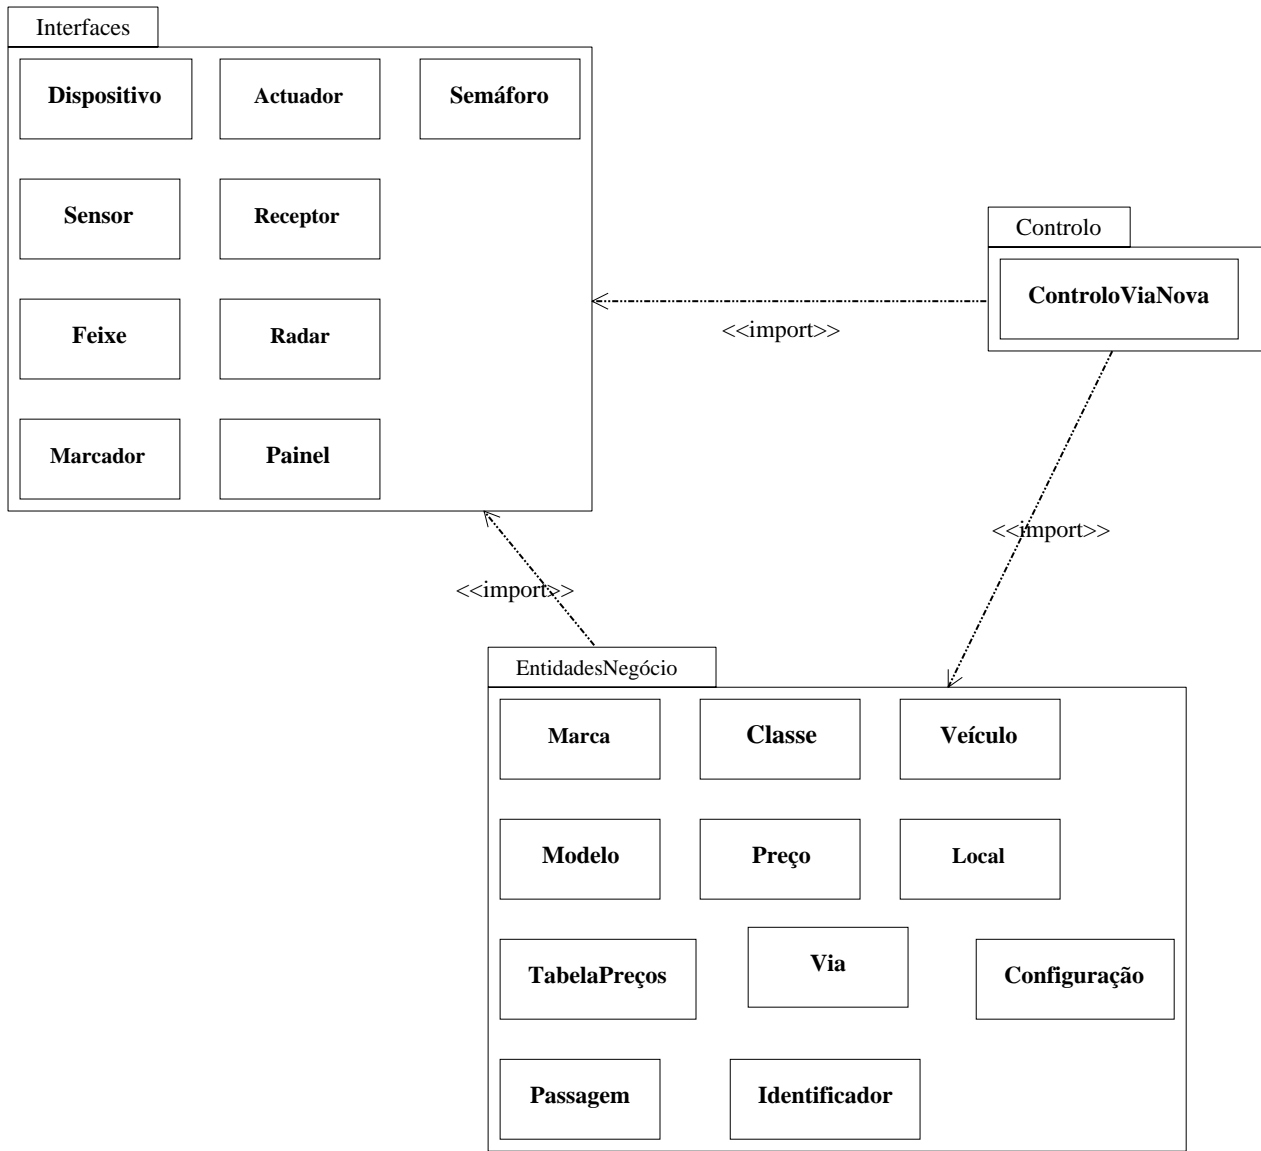 Interfaces
Dispositivo
Actuador
Semáforo
Sensor
Receptor
Feixe
Radar
Marcador
Painel
Controlo
ControloViaNova
<<import>>
<<import>>
<<import>>
EntidadesNegócio
Marca
Classe
Veículo
Modelo
Preço
Local
TabelaPreços
Via
Configuração
Passagem
Identificador